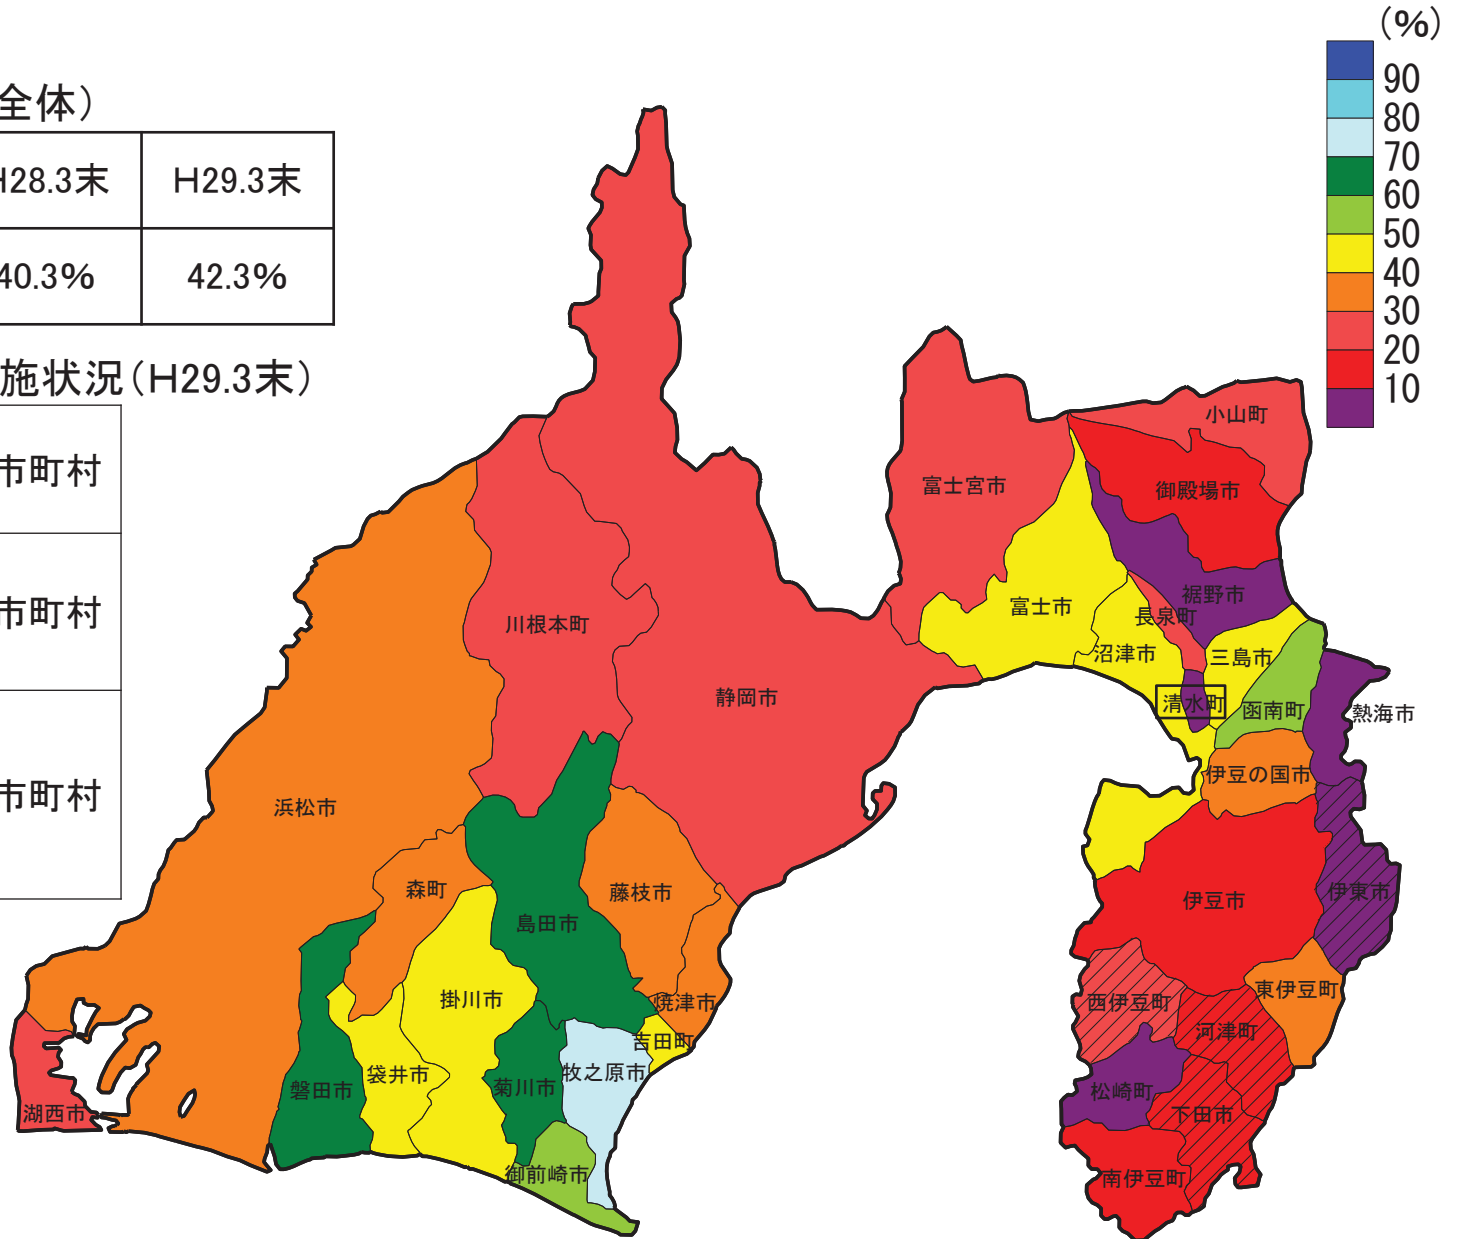 (%)
90
80
70
60
50
40
30
20
10
全体)
H28.3末 H29.3末
40.3% 42.3%
施状況(H29.3末)
市町村
市町村
市町村
小山町
御殿場市
富士宮市
裾野市
富士市
長泉町
川根本町
沼津市
三島市
静岡市
清水町
函南町
熱海市
伊豆の国市
浜松市
森町
藤枝市
伊豆市
伊東市
島田市
東伊豆町
掛川市
焼津市
西伊豆町
河津町
吉田町
袋井市
牧之原市
磐田市
菊川市
松崎町
湖西市
下田市
御前崎市
南伊豆町